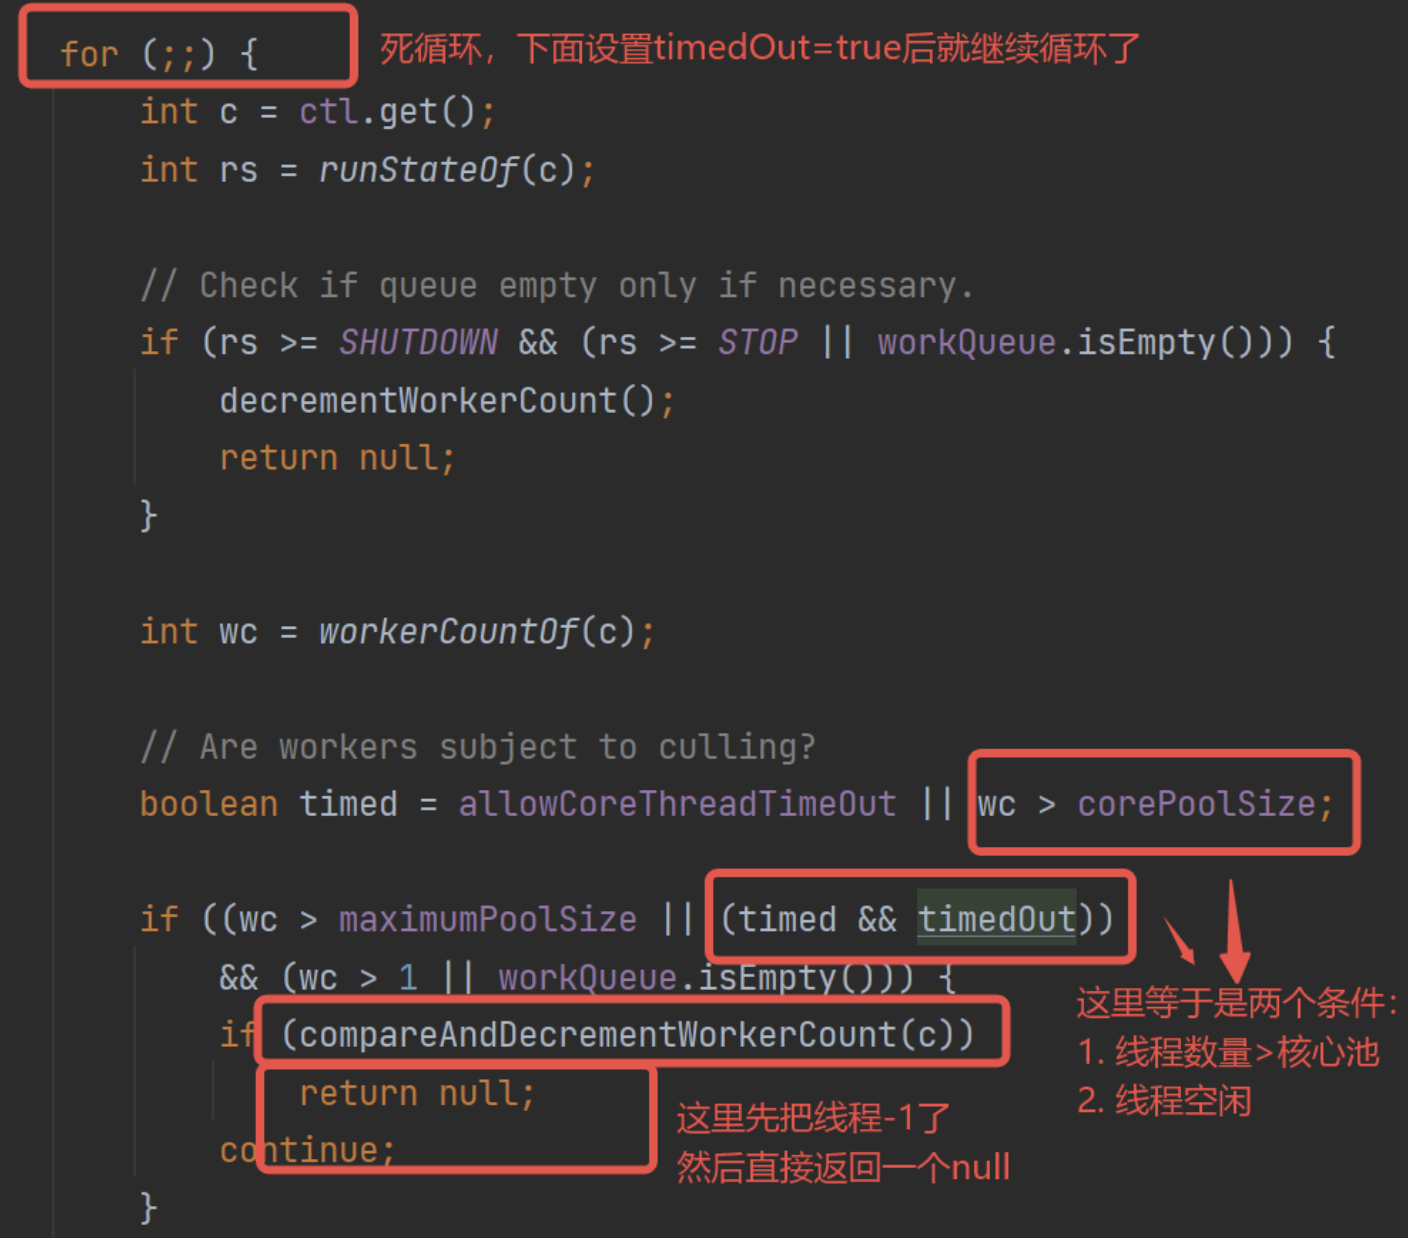 for (;;) {
死循环，下面设置timedOut=true后就继续循环了
int c = ctl.get();
int rs = runStateOf(c);
// Check if queue empty only if necessary.
if (rs >= SHUTDOWN && (rs >= STOP || workQueue.isEmpty())) {
decrementWorkerCount();
return null;
}
int wc = workerCountOf(c);
// Are workers subject to culling?
boolean timed = allowCoreThreadTimeOut || wc > corePoolSize;
if ((wc > maximumPoolSize || (timed && timedOut))
&& (wc > 1 || workQueue.isEmpty())) {
这里等于是两个条件：
1. 线程数量>核心池
2. 线程空闲
if (compareAndDecrementWorkerCount(c))
return null;
continue;
这里先把线程-1了
然后直接返回一个null
}